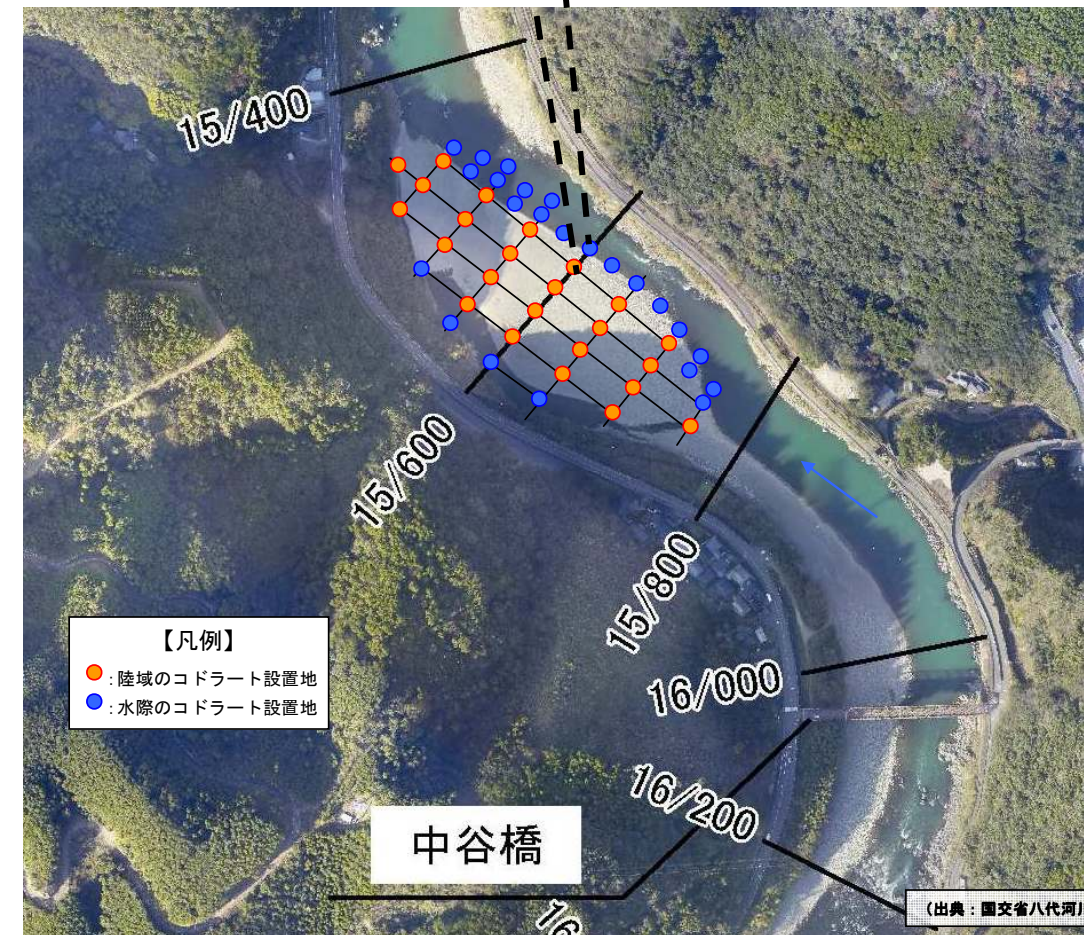 15/400
15/600
15/800
【凡例】
:陸域のコドラート設置地
:水際のコドラート設置地
16/000
16/200
中谷橋
16
(出典:国交省八代河川